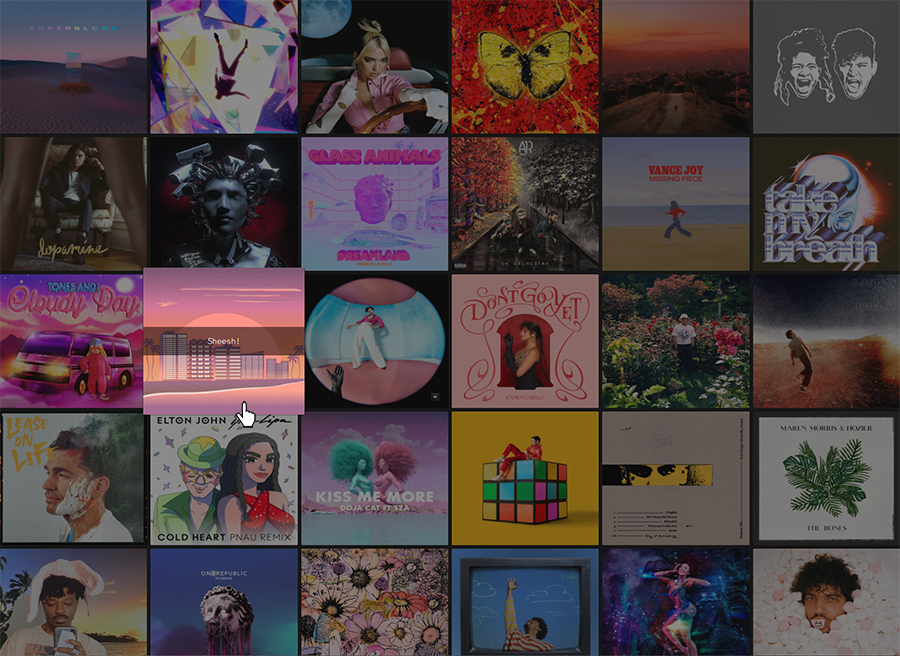 SUPERBLOOM
dopamine
GLASS ANIMALS
DREAMLAND
AJR
OK ORCHESTRA
VANCE JOY
MISSING PIECE
take
my
breath
TONES AND I
Cloudy Day
Sheesh!
DON'T GO YET
CAMILA CABELLO
LEASE
ON
LIFE
ELTON JOHN Dua Lipa
COLD HEART PNAU REMIX
KISS ME MORE
DOJA CAT FT SZA
MAREN MORRIS & HOZIER
THE BONES
ONEREPUBLIC
HUMAN